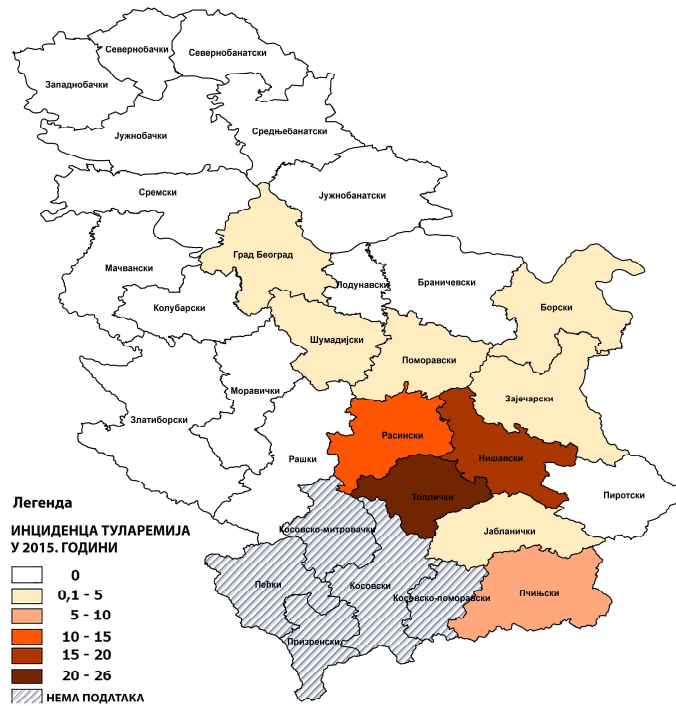 Севернобачки
Севернобанатски
Западнобачки
Јужнобачки
Средњебанатски
Сремски
Јужнобанатски
Град Београд
Мачвански
Подунавски
Браничевски
Колубарски
Борски
Шумадијски
Поморавски
Зајечарски
Моравички
Златиборски
Расински
Рашки
Нишавски
Топлички
Пиротски
Јабланички
Косовско-митровачки
Пећки
Косовски
Косовско-поморавски
Пчињски
Призренски
Легенда
ИНЦИДЕНЦА ТУЛАРЕМИЈА
У 2015. ГОДИНИ
0
0,1 - 5
5 - 10
10 - 15
15 - 20
20 - 26
НЕМА ПОДАТАКА